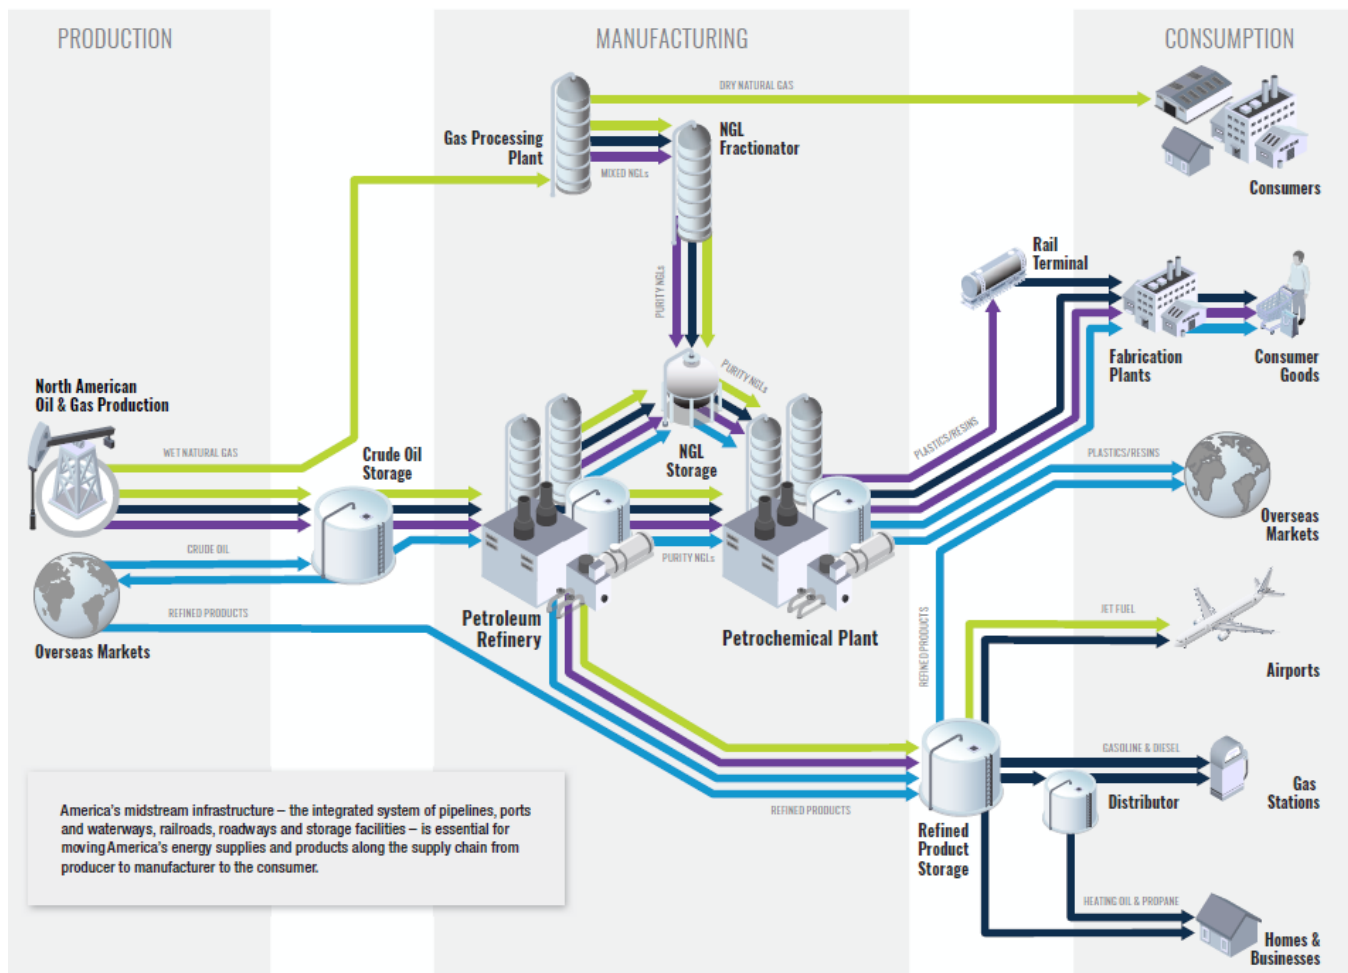 PRODUCTION
MANUFACTURING
CONSUMPTION
DRY NATURAL GAS
Gas Processing
Plant
NGL
Fractionator
MIXED NGLs
Consumers
PURITY NGLs
Rail
Terminal
Fabrication
Plants
Consumer
Goods
North American
Oil & Gas Production
WET NATURAL GAS
Crude Oil
Storage
PURITY NGLs
NGL
Storage
PLASTICS/RESINS
PLASTICS/RESINS
Overseas
Markets
CRUDE OIL
PURITY NGLs
REFINED PRODUCTS
Overseas Markets
Petroleum
Refinery
Petrochemical Plant
REFINED PRODUCTS
JET FUEL
Airports
GASOLINE & DIESEL
Gas
Stations
Distributor
REFINED PRODUCTS
Refined
Product
Storage
HEATING OIL & PROPANE
Homes &
Businesses
America's midstream infrastructure – the integrated system of pipelines, ports
and waterways, railroads, roadways and storage facilities – is essential for
moving America's energy supplies and products along the supply chain from
producer to manufacturer to the consumer.